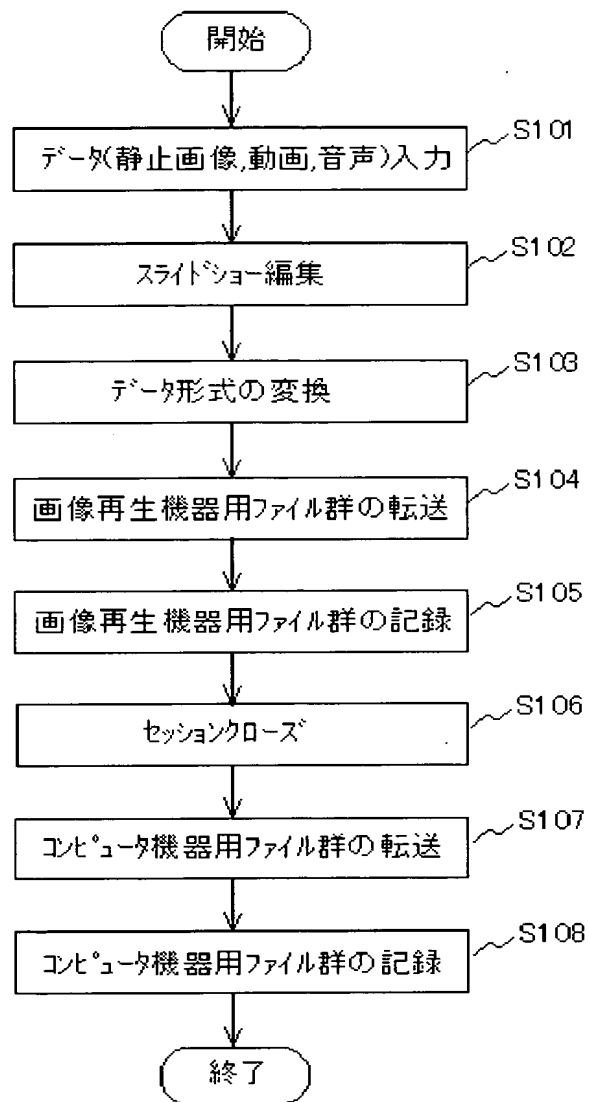 開始
データ(静止画像,動画,音声)入力
S101
スライドショー編集
S102
データ形式の変換
S103
画像再生機器用ファイル群の転送
S104
画像再生機器用ファイル群の記録
S105
セッションクローズ
S106
コンピュータ機器用ファイル群の転送
S107
コンピュータ機器用ファイル群の記録
S108
終了